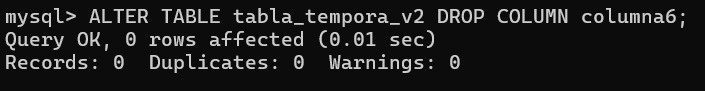 mysql> ALTER TABLE tabla_tempora_v2 DROP COLUMN columna6;
Query OK, 0 rows affected (0.01 sec)
Records: 0  Duplicates: 0  Warnings: 0